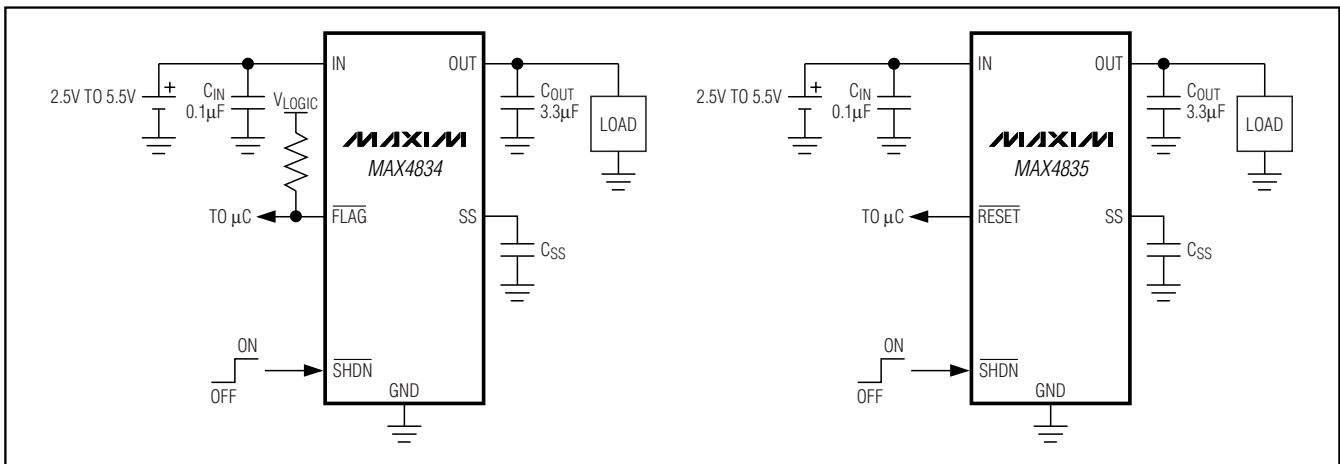 IN
OUT
2.5V TO 5.5V
+
CIN
0.1µF
VLOGIC
COUT
3.3µF
LOAD
MAXIM
MAX4834
TO µC
FLAG
SS
CSS
ON
OFF
SHDN
GND
IN
OUT
2.5V TO 5.5V
+
CIN
0.1µF
COUT
3.3µF
LOAD
MAXIM
MAX4835
TO µC
RESET
SS
CSS
ON
OFF
SHDN
GND